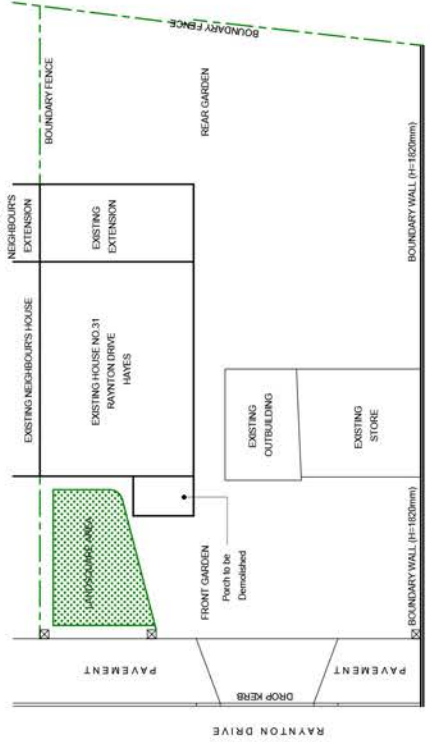 BOUNDARY FENCE
BOUNDARY FENCE
NEIGHBOUR'S
EXTENSION
EXISTING NEIGHBOUR'S HOUSE
EXISTING
EXTENSION
REAR GARDEN
EXISTING HOUSE NO.31
RAYNTON DRIVE
HAYES
LANDSQUARE AREA
EXISTING
OUTBUILDING
EXISTING
STORE
FRONT GARDEN
Porch to be
Demolished
BOUNDARY WALL (H=1820mm)
BOUNDARY WALL (H=1820mm)
PAVEMENT
DROP KERB
PAVEMENT
RAYNTON DRIVE